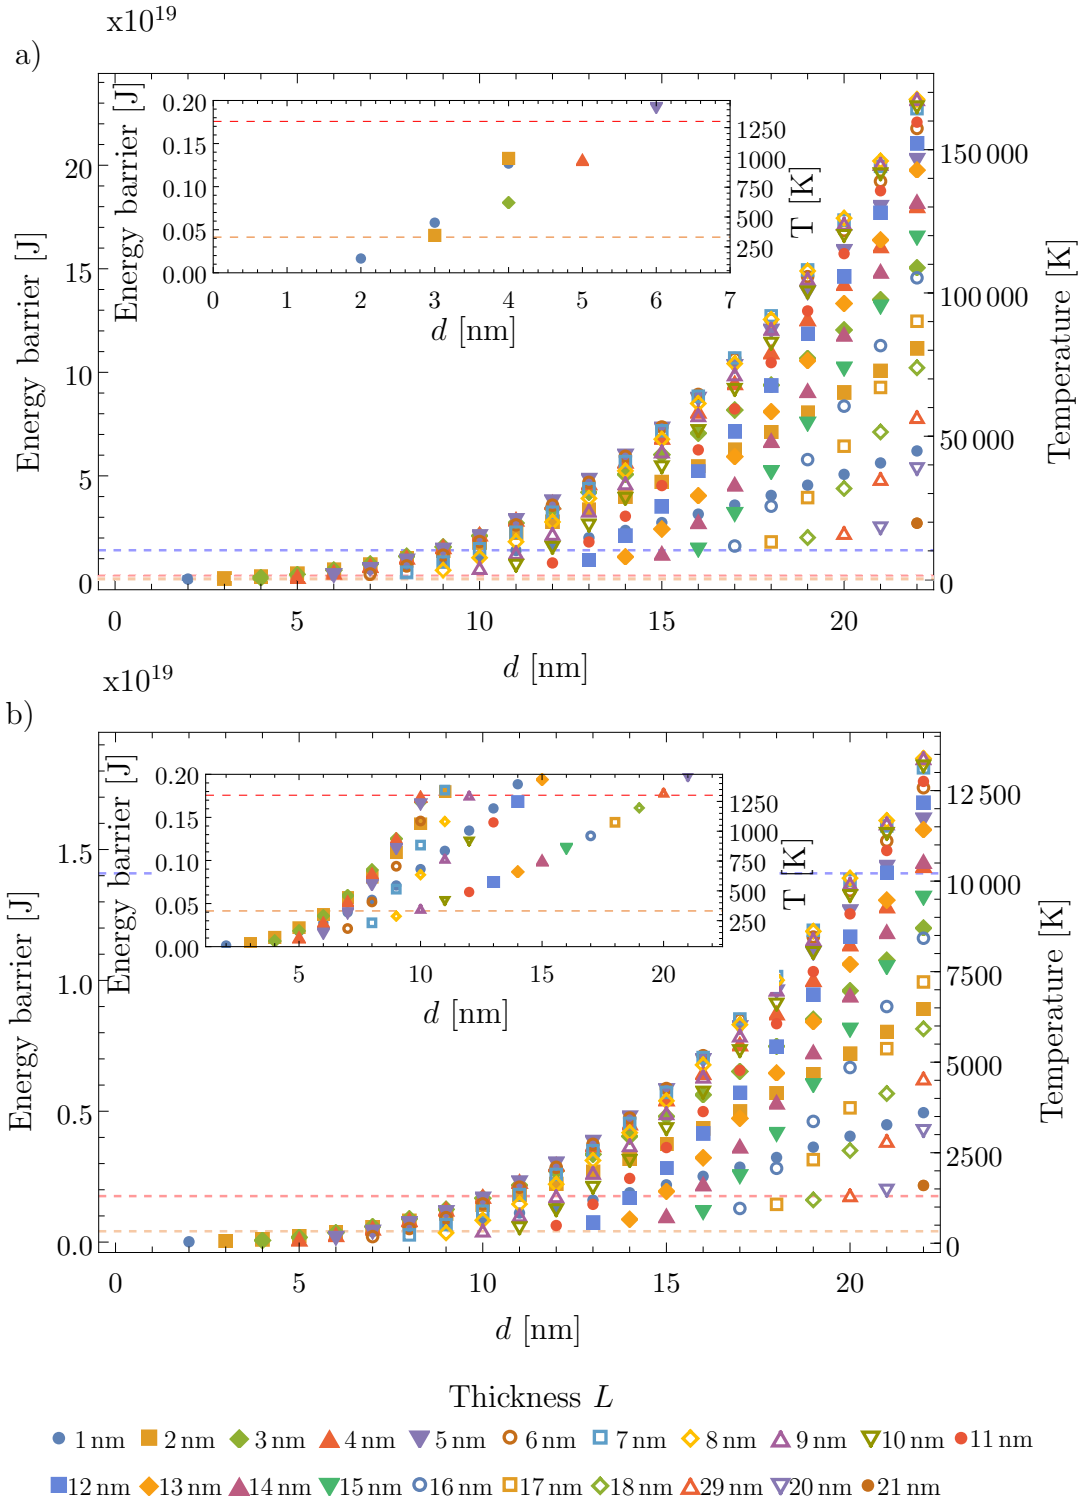 x10^19
a)
Energy barrier [J]
0
5
10
15
20
Energy barrier [J]
0.00
0.05
0.10
0.15
0.20
250
500
750
1000
1250
T [K]
0 1 2 3 4 5 6 7
d [nm]
0
50 000
100 000
150 000
Temperature [K]
0 5 10 15 20
d [nm]
x10^19
b)
Energy barrier [J]
0.0
0.5
1.0
1.5
Energy barrier [J]
0.00
0.05
0.10
0.15
0.20
250
500
750
1000
1250
T [K]
5 10 15 20
d [nm]
0
2500
5000
7500
10 000
12 500
Temperature [K]
0 5 10 15 20
d [nm]
Thickness L
1 nm 2 nm 3 nm 4 nm 5 nm 6 nm 7 nm 8 nm 9 nm 10 nm 11 nm
12 nm 13 nm 14 nm 15 nm 16 nm 17 nm 18 nm 29 nm 20 nm 21 nm